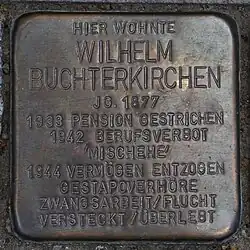 HIER WOHNTE
WILHELM
BUCHTERKIRCHEN
JG. 1877
1933 PENSION GESTRICHEN
1942 BERUFSVERBOT
'MISCHEHE'
1944 VERMÖGEN ENTZOGEN
GESTAPOVERHÖRE
ZWANGSARBEIT/FLUCHT
VERSTECKT/ÜBERLEBT